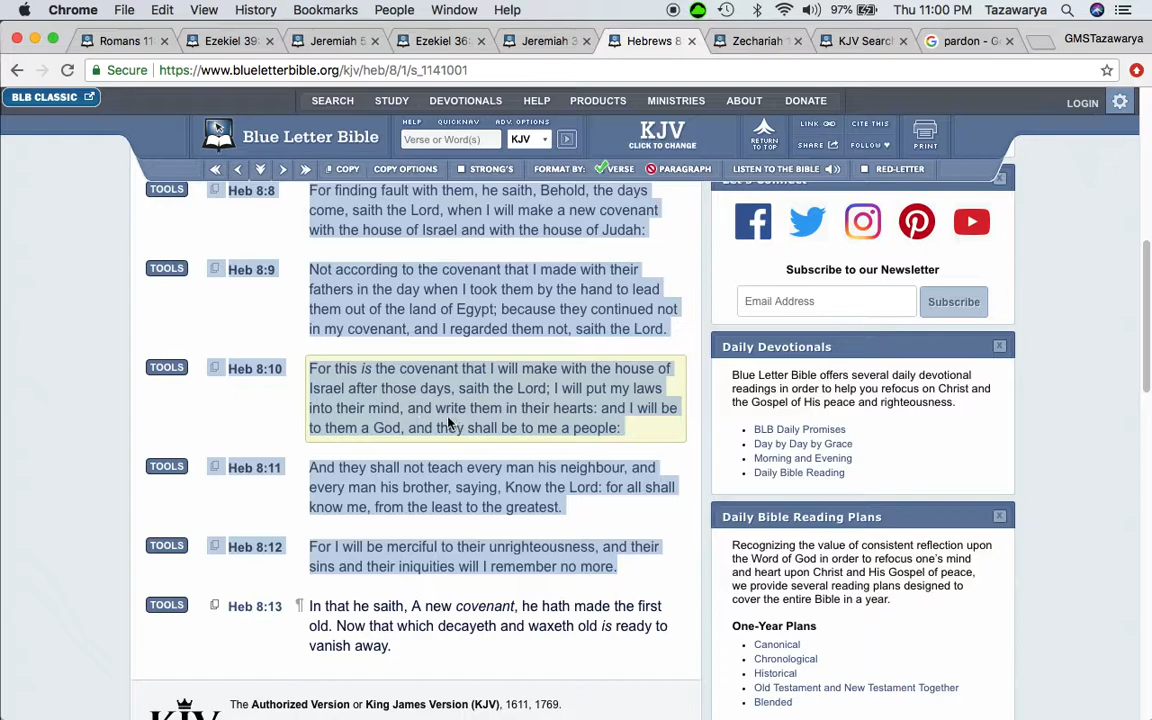 Chrome File Edit View History Bookmarks People Window Help 97% Thu 11:00 PM Tazawarya
Romans 11: Ezekiel 39: Jeremiah 5 Ezekiel 36: Jeremiah 3 Hebrews 8 Zechariah 1 KJV Searc pardon - G GMSTazawarya
Secure https://www.blueletterbible.org/kjv/heb/8/1/s_1141001
BLB CLASSIC SEARCH STUDY DEVOTIONALS HELP PRODUCTS MINISTRIES ABOUT DONATE LOGIN
HELP QUICKNAV ADV. OPTIONS
Blue Letter Bible Verse or Word(s) KJV
KJV
CLICK TO CHANGE
RETURN TO TOP
LINK CITE THIS
SHARE FOLLOW PRINT
COPY COPY OPTIONS STRONG'S FORMAT BY: VERSE PARAGRAPH LISTEN TO THE BIBLE RED-LETTER
TOOLS Heb 8:8 For finding fault with them, he saith, Behold, the days
come, saith the Lord, when I will make a new covenant
with the house of Israel and with the house of Judah:
TOOLS Heb 8:9 Not according to the covenant that I made with their
fathers in the day when I took them by the hand to lead
them out of the land of Egypt; because they continued not
in my covenant, and I regarded them not, saith the Lord.
TOOLS Heb 8:10 For this is the covenant that I will make with the house of
Israel after those days, saith the Lord; I will put my laws
into their mind, and write them in their hearts: and I will be
to them a God, and they shall be to me a people:
TOOLS Heb 8:11 And they shall not teach every man his neighbour, and
every man his brother, saying, Know the Lord: for all shall
know me, from the least to the greatest.
TOOLS Heb 8:12 For I will be merciful to their unrighteousness, and their
sins and their iniquities will I remember no more.
TOOLS Heb 8:13 ¶ In that he saith, A new covenant, he hath made the first
old. Now that which decayeth and waxeth old is ready to
vanish away.
KJV
The Authorized Version or King James Version (KJV), 1611, 1769.
Let's Connect
Subscribe to our Newsletter
Email Address Subscribe
Daily Devotionals
Blue Letter Bible offers several daily devotional
readings in order to help you refocus on Christ and
the Gospel of His peace and righteousness.
BLB Daily Promises
Day by Day by Grace
Morning and Evening
Daily Bible Reading
Daily Bible Reading Plans
Recognizing the value of consistent reflection upon
the Word of God in order to refocus one's mind
and heart upon Christ and His Gospel of peace,
we provide several reading plans designed to
cover the entire Bible in a year.
One-Year Plans
Canonical
Chronological
Historical
Old Testament and New Testament Together
Blended